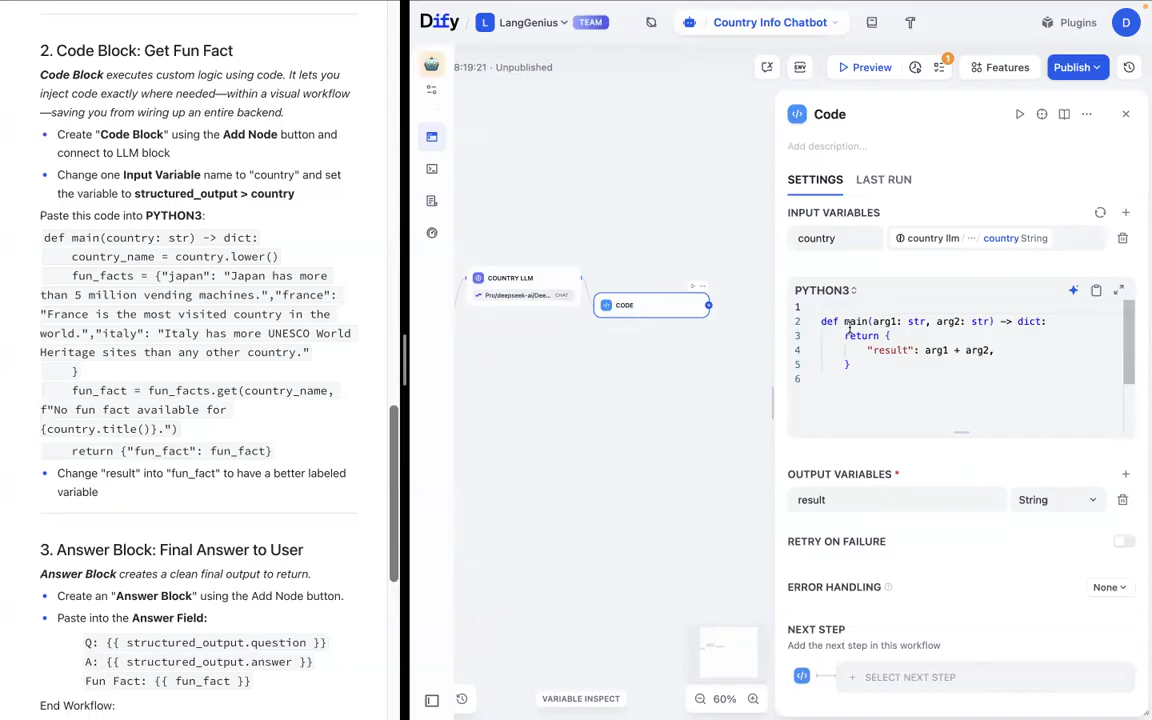 2. Code Block: Get Fun Fact
Code Block executes custom logic using code. It lets you
inject code exactly where needed—within a visual workflow
—saving you from wiring up an entire backend.
Create "Code Block" using the Add Node button and
connect to LLM block
Change one Input Variable name to "country" and set
the variable to structured_output > country
Paste this code into PYTHON3:
def main(country: str) -> dict:
country_name = country.lower()
fun_facts = {"japan": "Japan has more
than 5 million vending machines.","france":
"France is the most visited country in the
world.","italy": "Italy has more UNESCO World
Heritage sites than any other country."
}
fun_fact = fun_facts.get(country_name,
f"No fun fact available for
{country.title()}.")
return {"fun_fact": fun_fact}
Change "result" into "fun_fact" to have a better labeled
variable
3. Answer Block: Final Answer to User
Answer Block creates a clean final output to return.
Create an "Answer Block" using the Add Node button.
Paste into the Answer Field:
Q: {{ structured_output.question }}
A: {{ structured_output.answer }}
Fun Fact: {{ fun_fact }}
End Workflow:
Dify
L LangGenius TEAM
Country Info Chatbot
Plugins
D
8:19:21 · Unpublished
ENV
Preview
1
Features
Publish
COUNTRY LLM
Pro/deepseek-ai/Dee... CHAT
CODE
VARIABLE INSPECT
60%
Code
Add description...
SETTINGS
LAST RUN
INPUT VARIABLES
country
country llm / ··· country String
PYTHON3
1
2 def main(arg1: str, arg2: str) -> dict:
3 return {
4 "result": arg1 + arg2,
5 }
6
OUTPUT VARIABLES *
result
String
RETRY ON FAILURE
ERROR HANDLING
None
NEXT STEP
Add the next step in this workflow
+ SELECT NEXT STEP